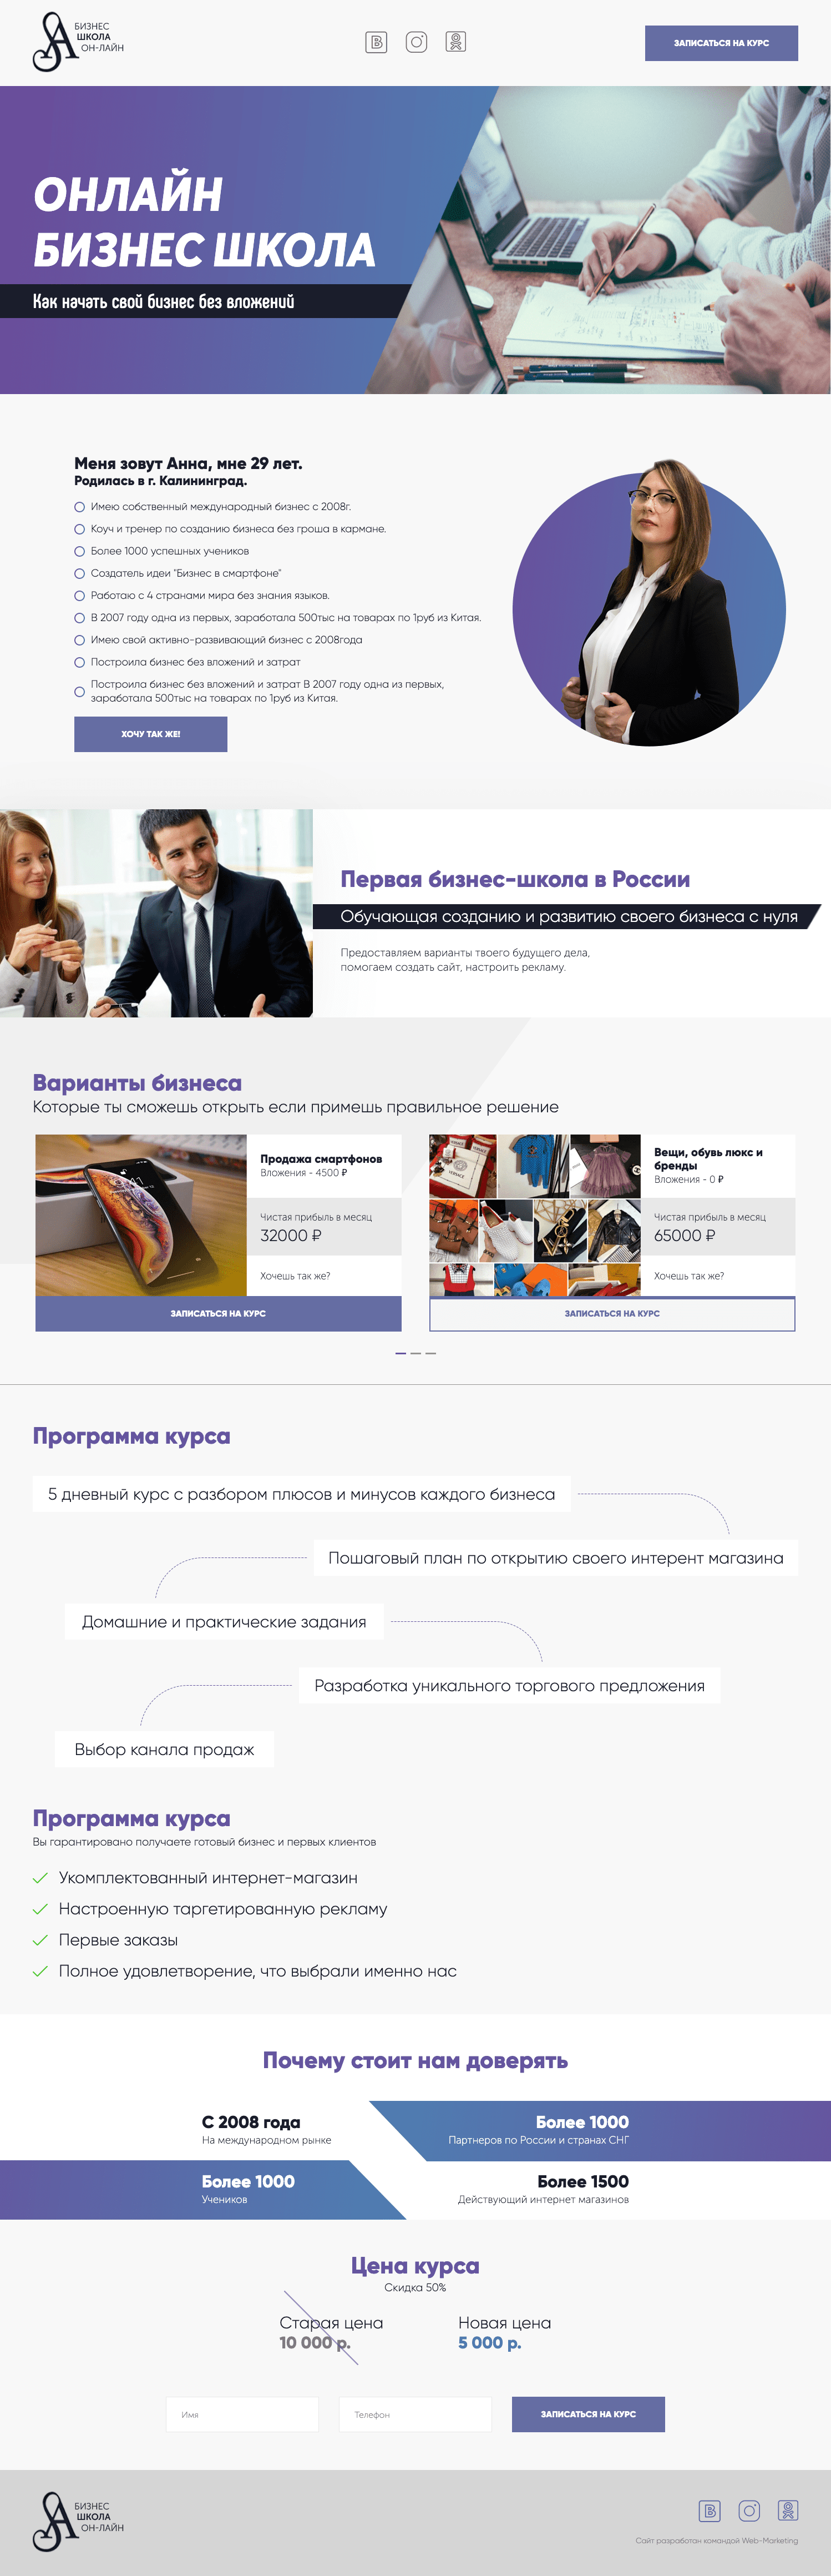 БИЗНЕС
ШКОЛА
ОН-ЛАЙН
ЗАПИСАТЬСЯ НА КУРС
ОНЛАЙН
БИЗНЕС ШКОЛА
Как начать свой бизнес без вложений
Меня зовут Анна, мне 29 лет.
Родилась в г. Калининград.
Имею собственный международный бизнес с 2008г.
Коуч и тренер по созданию бизнеса без гроша в кармане.
Более 1000 успешных учеников
Создатель идеи "Бизнес в смартфоне"
Работаю с 4 странами мира без знания языков.
В 2007 году одна из первых, заработала 500тыс на товарах по 1руб из Китая.
Имею свой активно-развивающий бизнес с 2008года
Построила бизнес без вложений и затрат
Построила бизнес без вложений и затрат В 2007 году одна из первых,
заработала 500тыс на товарах по 1руб из Китая.
ХОЧУ ТАК ЖЕ!
Первая бизнес-школа в России
Обучающая созданию и развитию своего бизнеса с нуля
Предоставляем варианты твоего будущего дела,
помогаем создать сайт, настроить рекламу.
Варианты бизнеса
Которые ты сможешь открыть если примешь правильное решение
Продажа смартфонов
Вложения - 4500 ₽
Чистая прибыль в месяц
32000 ₽
Хочешь так же?
ЗАПИСАТЬСЯ НА КУРС
Вещи, обувь люкс и
бренды
Вложения - 0 ₽
Чистая прибыль в месяц
65000 ₽
Хочешь так же?
ЗАПИСАТЬСЯ НА КУРС
Программа курса
5 дневный курс с разбором плюсов и минусов каждого бизнеса
Пошаговый план по открытию своего интерент магазина
Домашние и практические задания
Разработка уникального торгового предложения
Выбор канала продаж
Программа курса
Вы гарантировано получаете готовый бизнес и первых клиентов
Укомплектованный интернет-магазин
Настроенную таргетированную рекламу
Первые заказы
Полное удовлетворение, что выбрали именно нас
Почему стоит нам доверять
С 2008 года
На международном рынке
Более 1000
Партнеров по России и странах СНГ
Более 1000
Учеников
Более 1500
Действующий интернет магазинов
Цена курса
Скидка 50%
Старая цена
10 000 р.
Новая цена
5 000 р.
Имя
Телефон
ЗАПИСАТЬСЯ НА КУРС
БИЗНЕС
ШКОЛА
ОН-ЛАЙН
Сайт разработан командой Web-Marketing